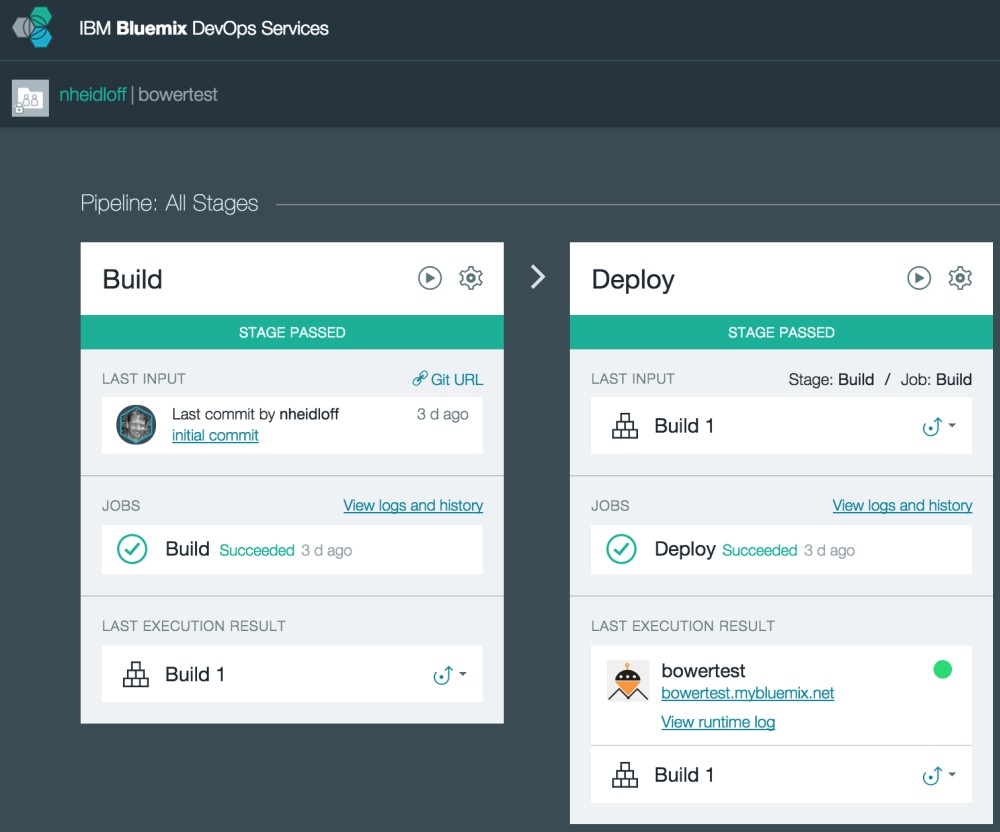 IBM Bluemix DevOps Services
nheidloff | bowertest
Pipeline: All Stages
Build
STAGE PASSED
LAST INPUT Git URL
Last commit by nheidloff 3 d ago
initial commit
JOBS View logs and history
Build Succeeded 3 d ago
LAST EXECUTION RESULT
Build 1
Deploy
STAGE PASSED
LAST INPUT Stage: Build / Job: Build
Build 1
JOBS View logs and history
Deploy Succeeded 3 d ago
LAST EXECUTION RESULT
bowertest
bowertest.mybluemix.net
View runtime log
Build 1